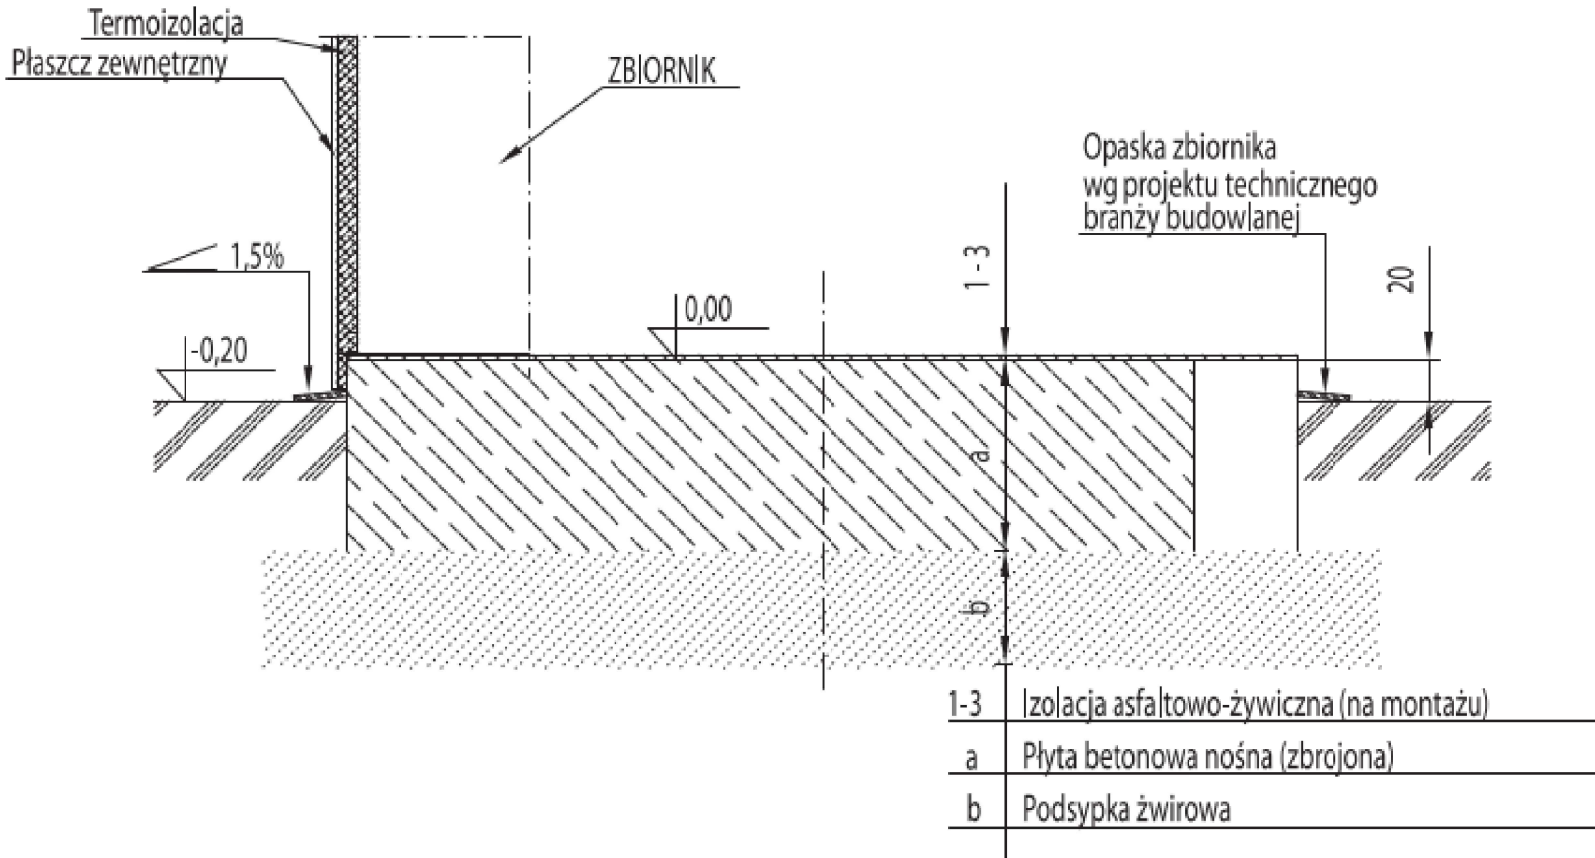 Termoizolacja
Płaszcz zewnętrzny
ZBIORNIK
Opaska zbiornika
wg projektu technicznego
branży budowlanej
1,5%
1 - 3
20
0,00
-0,20
a
b
1-3 Izolacja asfaltowo-żywiczna (na montażu)
a Płyta betonowa nośna (zbrojona)
b Podsypka żwirowa